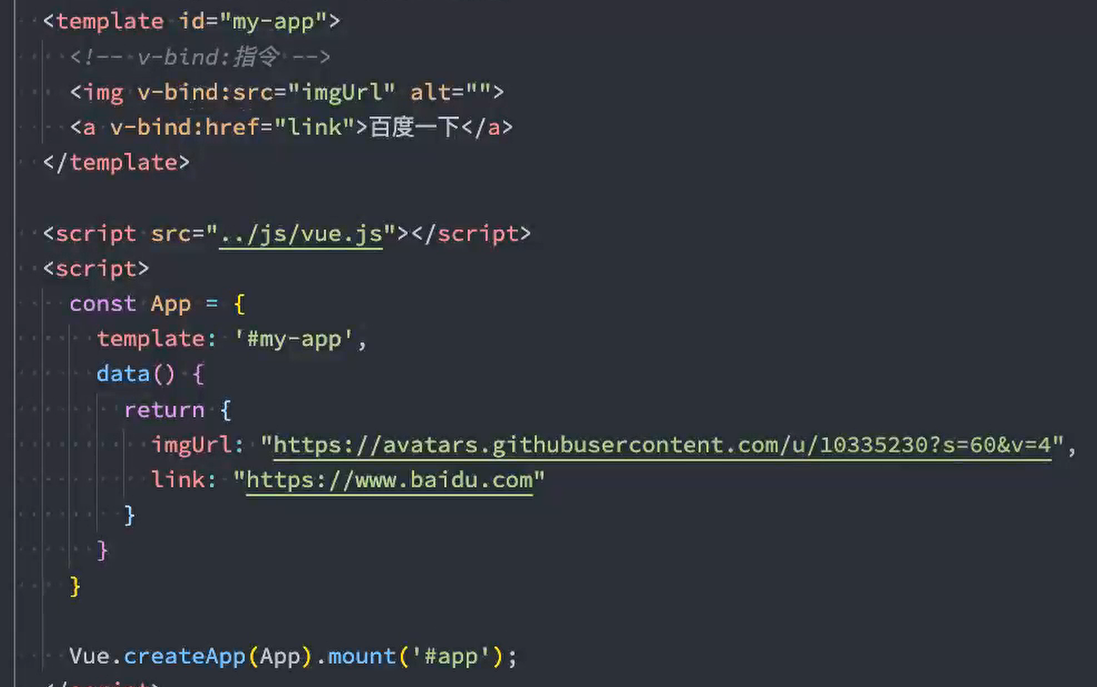 <template id="my-app">
<!-- v-bind:指令 -->
<img v-bind:src="imgUrl" alt="">
<a v-bind:href="link">百度一下</a>
</template>
<script src="../js/vue.js"></script>
<script>
const App = {
template: '#my-app',
data() {
return {
imgUrl: "https://avatars.githubusercontent.com/u/10335230?s=60&v=4",
link: "https://www.baidu.com"
}
}
}
Vue.createApp(App).mount('#app');